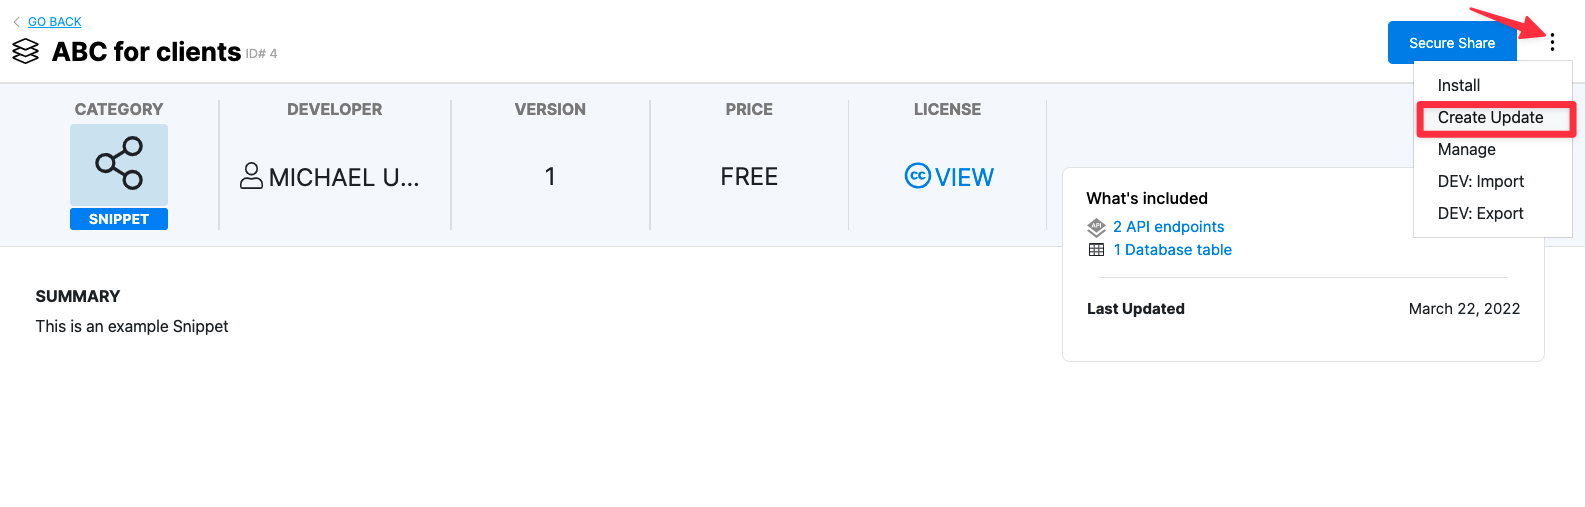 GO BACK
ABC for clients ID# 4
Secure Share
Install
Create Update
Manage
DEV: Import
DEV: Export
CATEGORY
SNIPPET
DEVELOPER
MICHAEL U...
VERSION
1
PRICE
FREE
LICENSE
cc VIEW
What's included
API 2 API endpoints
1 Database table
Last Updated March 22, 2022
SUMMARY
This is an example Snippet